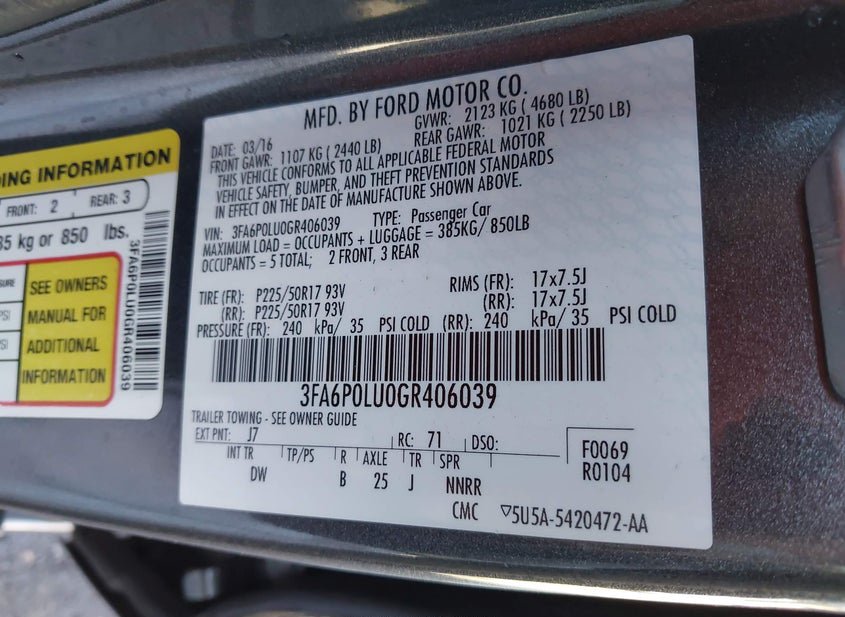 DING INFORMATION
FRONT: 2 REAR: 3
85 kg or 850 lbs.
SEE OWNERS
MANUAL FOR
ADDITIONAL
INFORMATION
PSI
3FA6P0LU0GR406039
MFD. BY FORD MOTOR CO.
DATE: 03/16 GVWR: 2123 KG ( 4680 LB)
FRONT GAWR: 1107 KG ( 2440 LB) REAR GAWR: 1021 KG ( 2250 LB)
THIS VEHICLE CONFORMS TO ALL APPLICABLE FEDERAL MOTOR
VEHICLE SAFETY, BUMPER, AND THEFT PREVENTION STANDARDS
IN EFFECT ON THE DATE OF MANUFACTURE SHOWN ABOVE.
VIN: 3FA6P0LU0GR406039 TYPE: Passenger Car
MAXIMUM LOAD = OCCUPANTS + LUGGAGE = 385KG/ 850LB
OCCUPANTS = 5 TOTAL; 2 FRONT, 3 REAR
TIRE (FR): P225/50R17 93V RIMS (FR): 17x7.5J
(RR): P225/50R17 93V (RR): 17x7.5J
PRESSURE (FR): 240 kPa/ 35 PSI COLD (RR): 240 kPa/ 35 PSI COLD
3FA6P0LU0GR406039
TRAILER TOWING - SEE OWNER GUIDE
EXT PNT: J7 RC: 71 DSO:
INT TR TP/PS R AXLE TR SPR
DW B 25 J NNRR
F0069
R0104
CMC ▽5U5A-5420472-AA